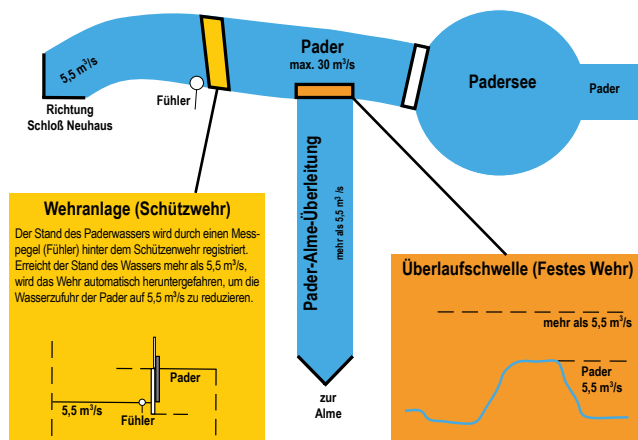 5,5 m³/s
Richtung
Schloß Neuhaus
Fühler
Pader
max. 30 m³/s
Padersee
Pader
Pader-Alme-Überleitung
mehr als 5,5 m³/s
zur
Alme
Wehranlage (Schützwehr)
Der Stand des Paderwassers wird durch einen Mess-
pegel (Fühler) hinter dem Schützenwehr registriert.
Erreicht der Stand des Wassers mehr als 5,5 m³/s,
wird das Wehr automatisch heruntergefahren, um die
Wasserzufuhr der Pader auf 5,5 m³/s zu reduzieren.
Pader
5,5 m³/s
Fühler
Überlaufschwelle (Festes Wehr)
mehr als 5,5 m³/s
Pader
5,5 m³/s